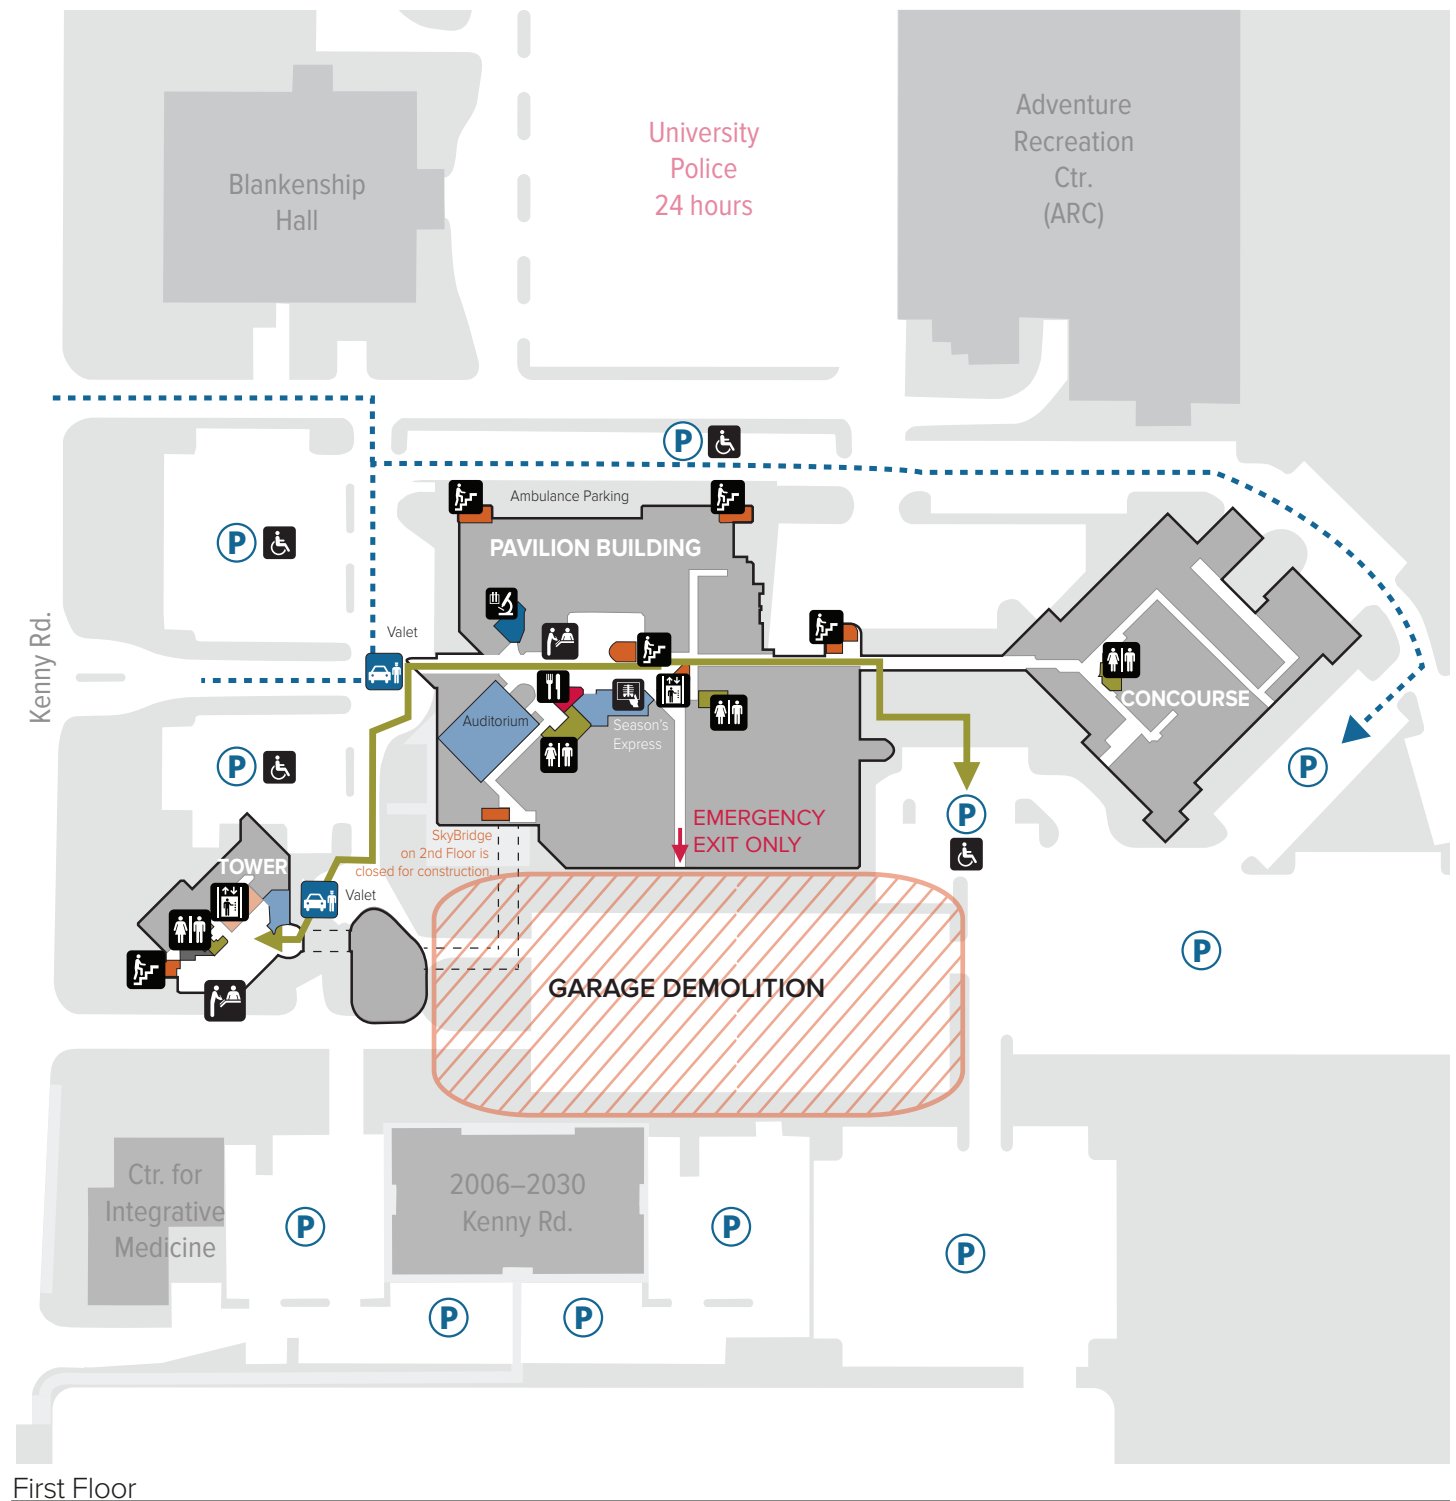 University
Police
24 hours
Adventure
Recreation
Ctr.
(ARC)
Blankenship
Hall
P
Ambulance Parking
PAVILION BUILDING
P
Kenny Rd.
Valet
CONCOURSE
Auditorium
Season's
Express
P
P
P
EMERGENCY
EXIT ONLY
SkyBridge
on 2nd Floor is
closed for construction.
TOWER
Valet
P
GARAGE DEMOLITION
Ctr. for
Integrative
Medicine
2006–2030
Kenny Rd.
P
P
P
P
P
First Floor